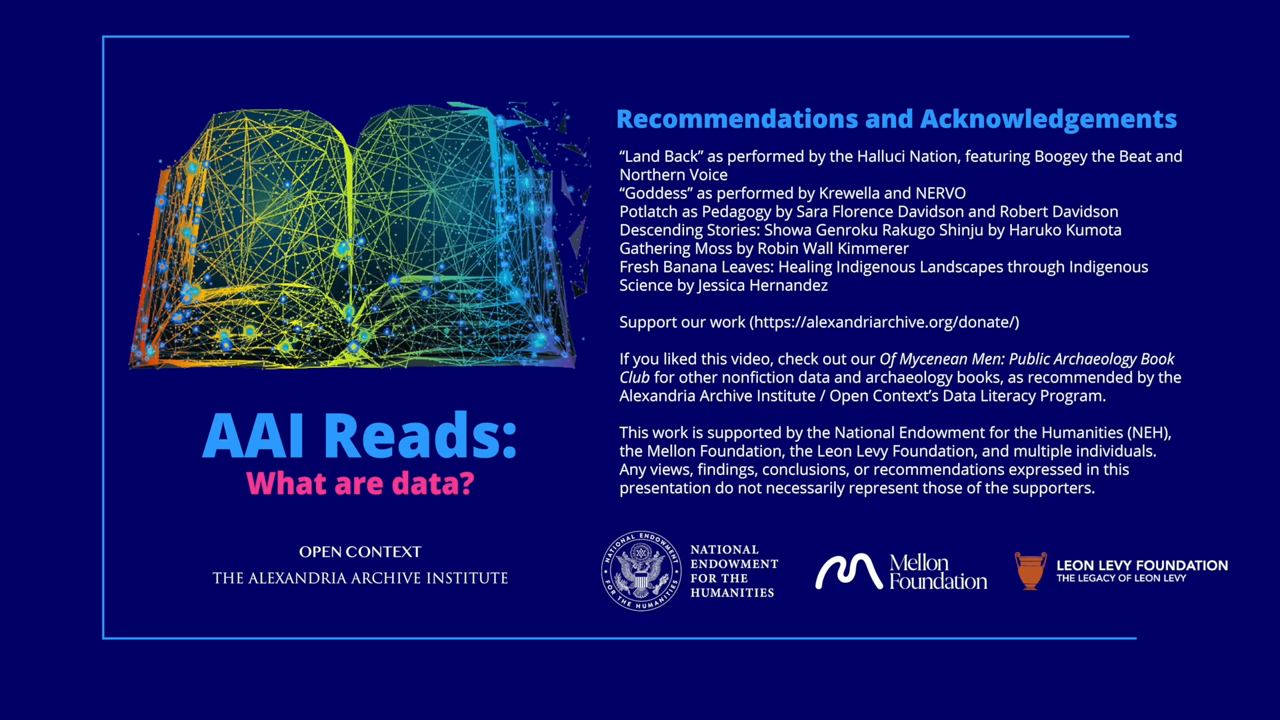 AAI Reads:
What are data?
OPEN CONTEXT
THE ALEXANDRIA ARCHIVE INSTITUTE
Recommendations and Acknowledgements
“Land Back” as performed by the Halluci Nation, featuring Boogey the Beat and
Northern Voice
“Goddess” as performed by Krewella and NERVO
Potlatch as Pedagogy by Sara Florence Davidson and Robert Davidson
Descending Stories: Showa Genroku Rakugo Shinju by Haruko Kumota
Gathering Moss by Robin Wall Kimmerer
Fresh Banana Leaves: Healing Indigenous Landscapes through Indigenous
Science by Jessica Hernandez
Support our work (https://alexandriarchive.org/donate/)
If you liked this video, check out our Of Mycenean Men: Public Archaeology Book
Club for other nonfiction data and archaeology books, as recommended by the
Alexandria Archive Institute / Open Context’s Data Literacy Program.
This work is supported by the National Endowment for the Humanities (NEH),
the Mellon Foundation, the Leon Levy Foundation, and multiple individuals.
Any views, findings, conclusions, or recommendations expressed in this
presentation do not necessarily represent those of the supporters.
NATIONAL ENDOWMENT
FOR THE HUMANITIES
NATIONAL
ENDOWMENT
FOR THE
HUMANITIES
Mellon
Foundation
LEON LEVY FOUNDATION
THE LEGACY OF LEON LEVY